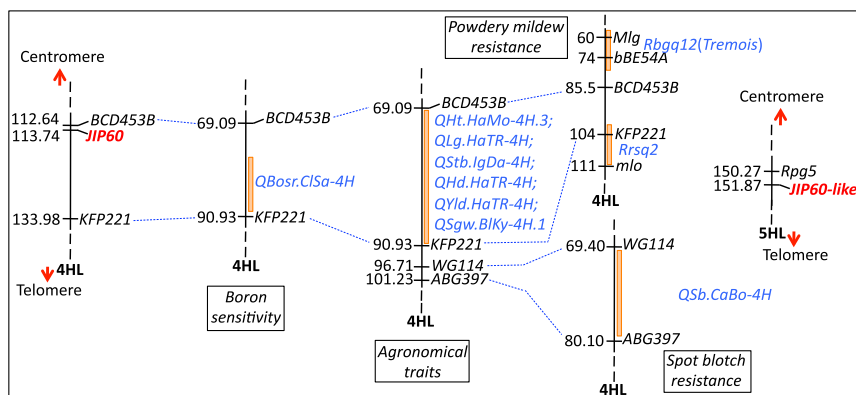 Centromere
112.64 BCD453B
113.74 JIP60
133.98 KFP221
4HL
Telomere
69.09 BCD453B
QBosr.ClSa-4H
90.93 KFP221
4HL
Boron
sensitivity
69.09 BCD453B
QHt.HaMo-4H.3;
QLg.HaTR-4H;
QStb.IgDa-4H;
QHd.HaTR-4H;
QYld.HaTR-4H;
QSgw.BlKy-4H.1
90.93 KFP221
96.71 WG114
101.23 ABG397
4HL
Agronomical
traits
Powdery mildew
resistance
60 Mlg
Rbgq12(Tremois)
74 bBE54A
85.5 BCD453B
104 KFP221
Rrsq2
111 mlo
4HL
69.40 WG114
QSb.CaBo-4H
80.10 ABG397
4HL
Spot blotch
resistance
Centromere
150.27 Rpg5
151.87 JIP60-like
5HL
Telomere